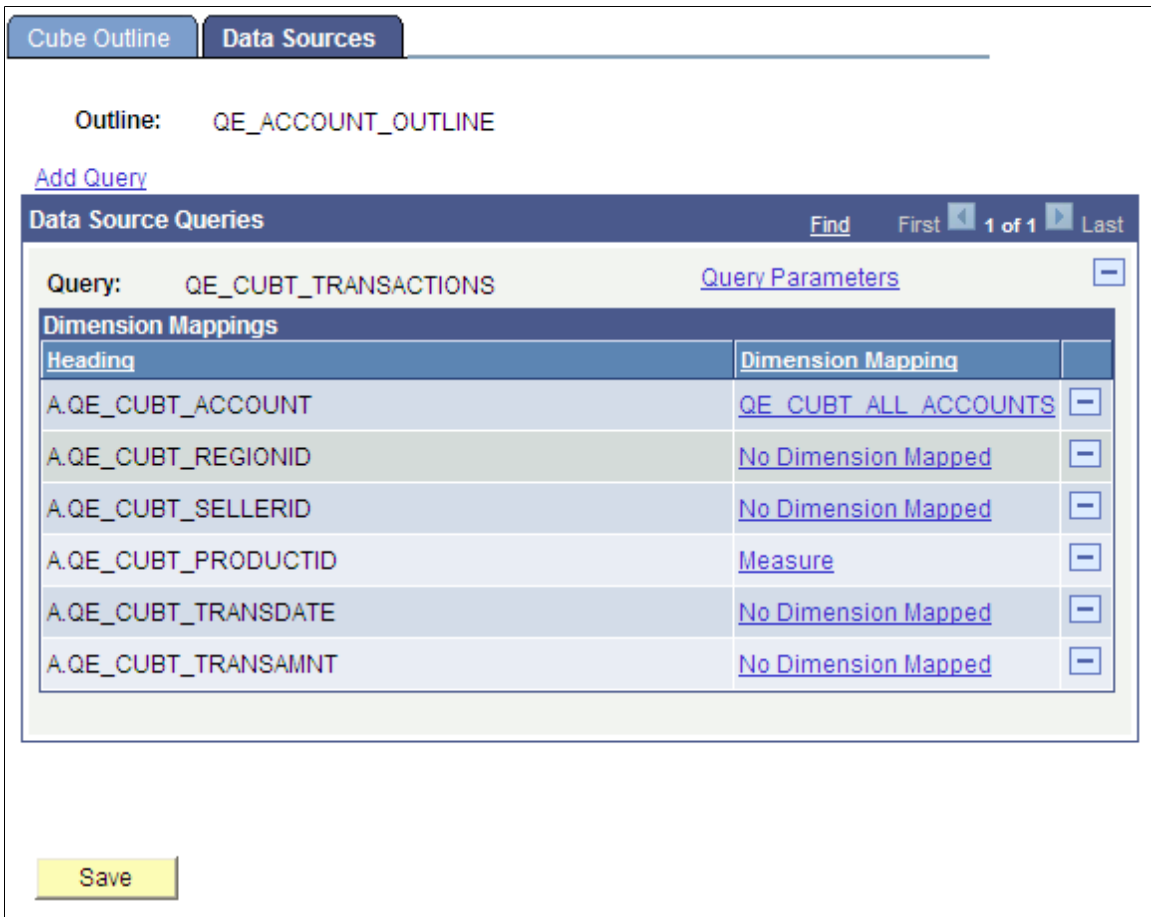 Cube Outline Data Sources
Outline: QE_ACCOUNT_OUTLINE
Add Query
Data Source Queries Find First 1 of 1 Last
Query: QE_CUBT_TRANSACTIONS Query Parameters
Dimension Mappings
Heading Dimension Mapping
A.QE_CUBT_ACCOUNT QE_CUBT_ALL_ACCOUNTS
A.QE_CUBT_REGIONID No Dimension Mapped
A.QE_CUBT_SELLERID No Dimension Mapped
A.QE_CUBT_PRODUCTID Measure
A.QE_CUBT_TRANSDATE No Dimension Mapped
A.QE_CUBT_TRANSAMNT No Dimension Mapped
Save